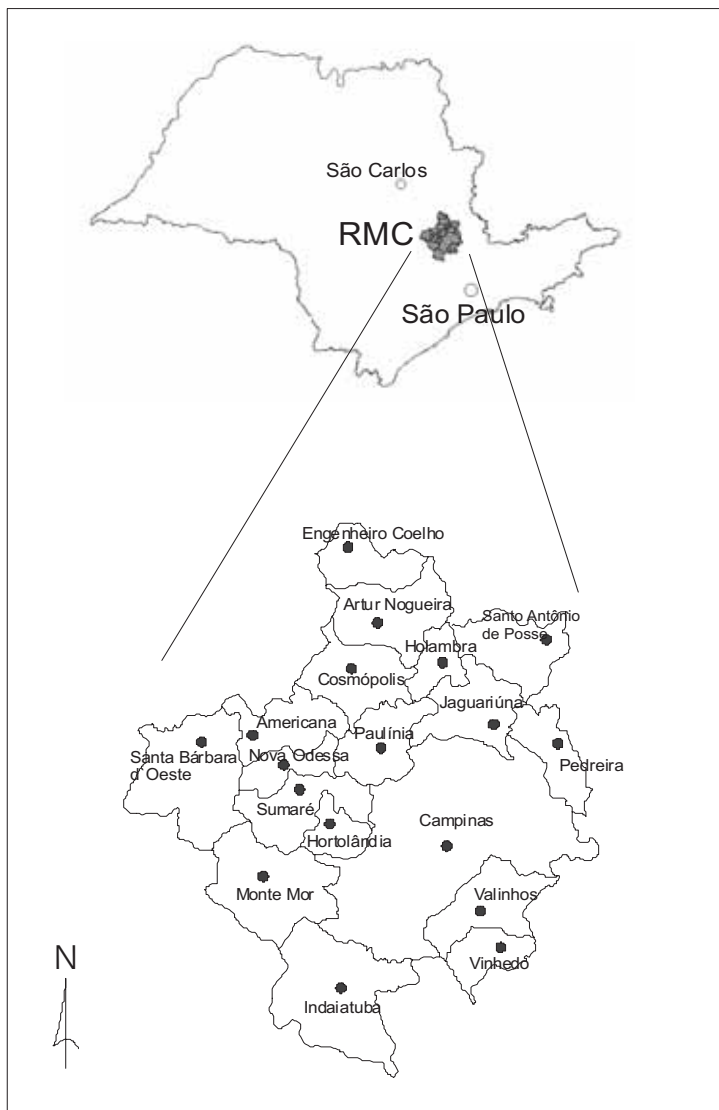 São Carlos
RMC
São Paulo
Engenheiro Coelho
Artur Nogueira
Santo Antônio
de Posse
Holambra
Cosmópolis
Jaguariúna
Americana
Paulínia
Santa Bárbara
d' Oeste
Nova Odessa
Pedreira
Sumaré
Campinas
Hortolândia
Monte Mor
Valinhos
Vinhedo
N
Indaiatuba